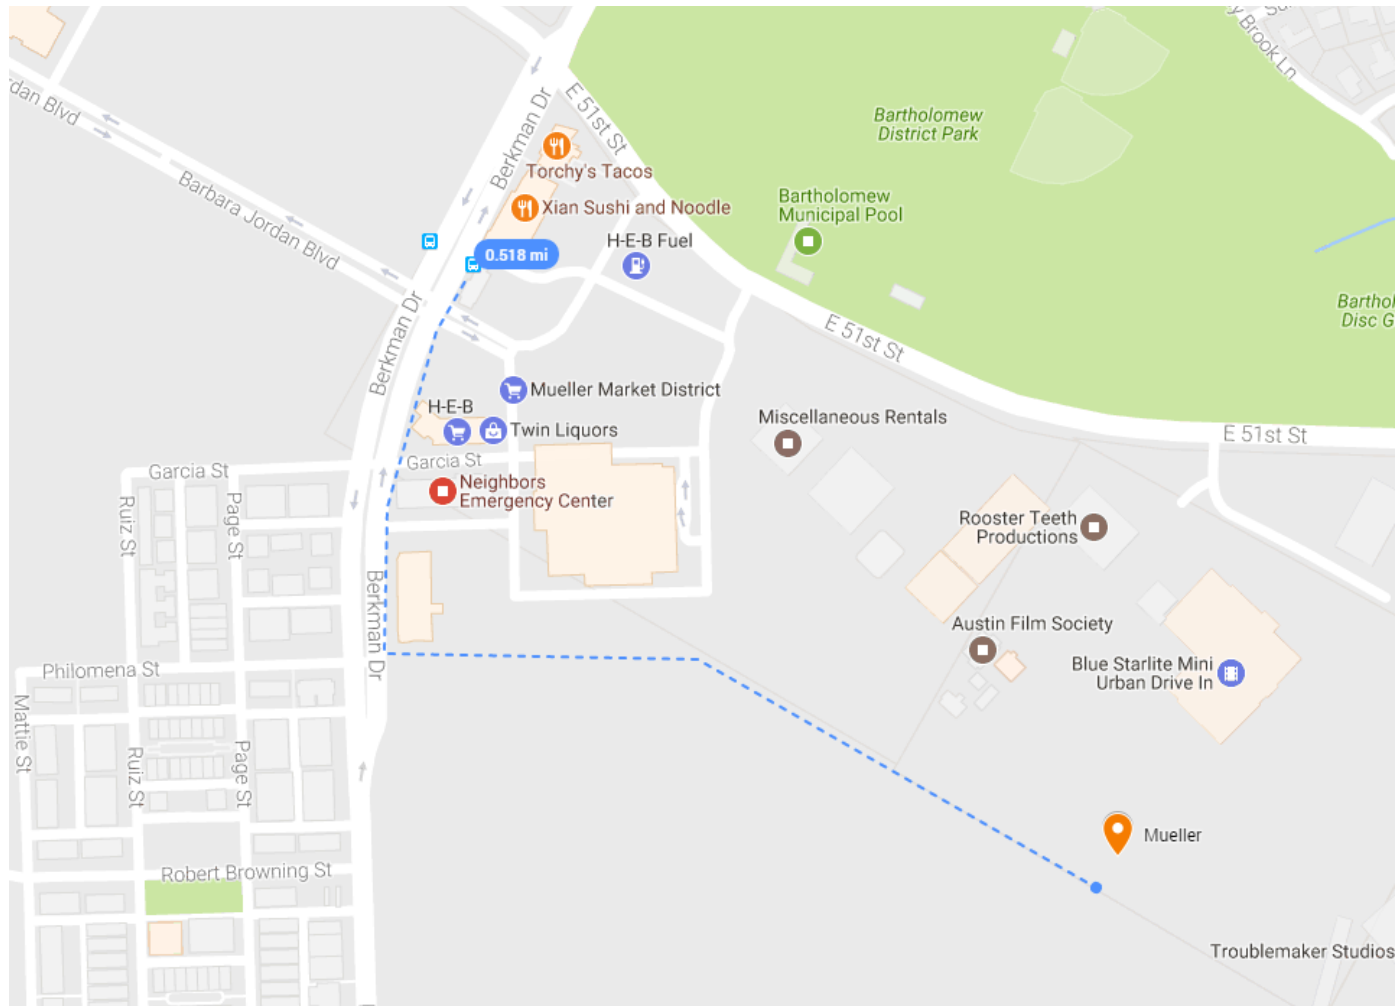 y Brook Ln
rdan Blvd
E 51st St
Berkman Dr
Bartholomew
District Park
Torchy's Tacos
Barbara Jordan Blvd
Xian Sushi and Noodle
Bartholomew
Municipal Pool
H-E-B Fuel
0.518 mi
Barthol
Disc G
E 51st St
Berkman Dr
Mueller Market District
H-E-B
Twin Liquors
Miscellaneous Rentals
E 51st St
Garcia St
Garcia St
Neighbors
Emergency Center
Ruiz St
Page St
Rooster Teeth
Productions
Berkman Dr
Austin Film Society
Philomena St
Blue Starlite Mini
Urban Drive In
Mattie St
Ruiz St
Page St
Mueller
Robert Browning St
Troublemaker Studios